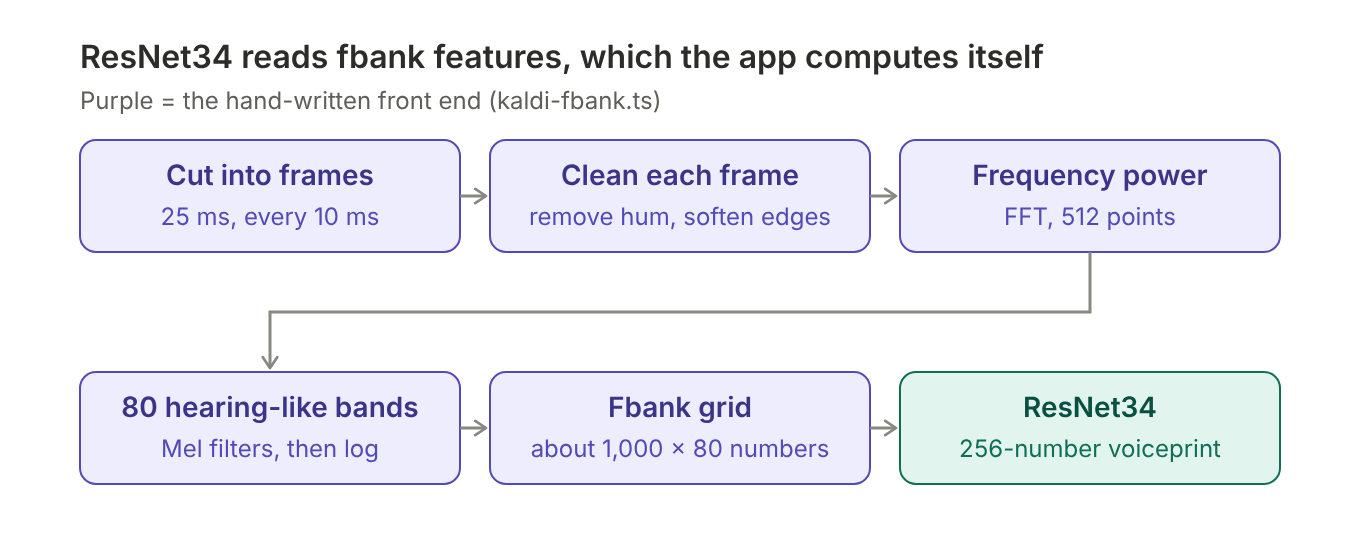 ResNet34 reads fbank features, which the app computes itself
Purple = the hand-written front end (kaldi-fbank.ts)
Cut into frames
25 ms, every 10 ms
Clean each frame
remove hum, soften edges
Frequency power
FFT, 512 points
80 hearing-like bands
Mel filters, then log
Fbank grid
about 1,000 × 80 numbers
ResNet34
256-number voiceprint